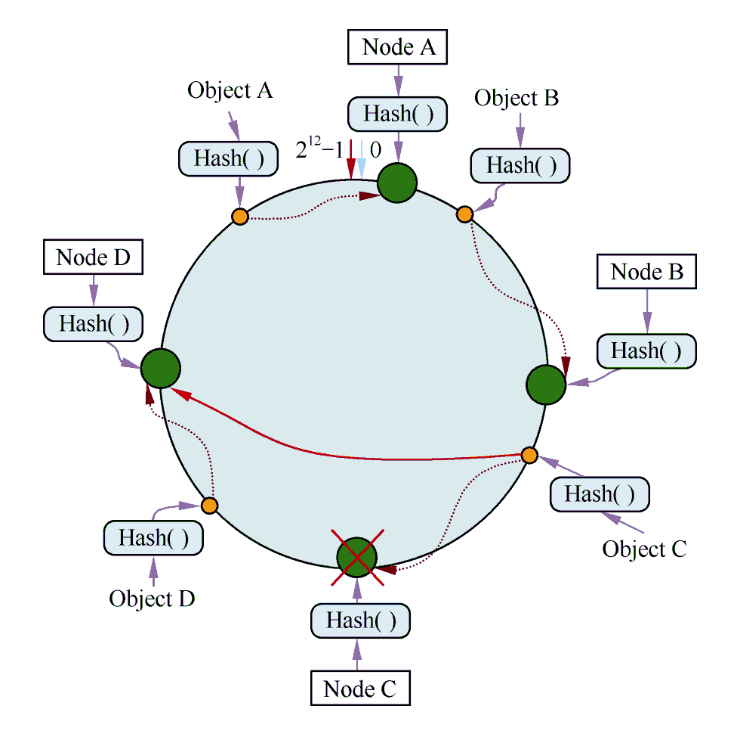 Node A
Object A
Object B
Hash( )
2^12−1 0
Hash( )
Hash( )
Node D
Node B
Hash( )
Hash( )
Hash( )
Hash( )
Object C
Object D
Hash( )
Node C